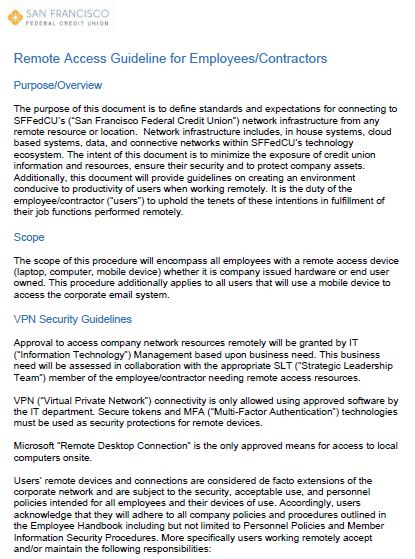 SAN FRANCISCO
FEDERAL CREDIT UNION
Remote Access Guideline for Employees/Contractors
Purpose/Overview
The purpose of this document is to define standards and expectations for connecting to
SFFedCU's ("San Francisco Federal Credit Union") network infrastructure from any
remote resource or location.  Network infrastructure includes, in house systems, cloud
based systems, data, and connective networks within SFFedCU's technology
ecosystem. The intent of this document is to minimize the exposure of credit union
information and resources, ensure their security and to protect company assets.
Additionally, this document will provide guidelines on creating an environment
conducive to productivity of users when working remotely. It is the duty of the
employee/contractor ("users") to uphold the tenets of these intentions in fulfillment of
their job functions performed remotely.
Scope
The scope of this procedure will encompass all employees with a remote access device
(laptop, computer, mobile device) whether it is company issued hardware or end user
owned. This procedure additionally applies to all users that will use a mobile device to
access the corporate email system.
VPN Security Guidelines
Approval to access company network resources remotely will be granted by IT
("Information Technology") Management based upon business need. This business
need will be assessed in collaboration with the appropriate SLT ("Strategic Leadership
Team") member of the employee/contractor needing remote access resources.
VPN ("Virtual Private Network") connectivity is only allowed using approved software by
the IT department. Secure tokens and MFA ("Multi-Factor Authentication") technologies
must be used as security protections for remote devices.
Microsoft "Remote Desktop Connection" is the only approved means for access to local
computers onsite.
Users' remote devices and connections are considered de facto extensions of the
corporate network and are subject to the security, acceptable use, and personnel
policies intended for all employees and their devices of use. Accordingly, users
acknowledge that they will adhere to all company policies and procedures outlined in
the Employee Handbook including but not limited to Personnel Policies and Member
Information Security Procedures. More specifically users working remotely accept
and/or maintain the following responsibilities: